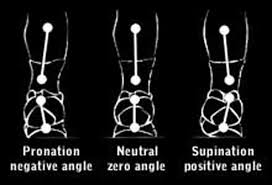 Pronation
negative angle
Neutral
zero angle
Supination
positive angle